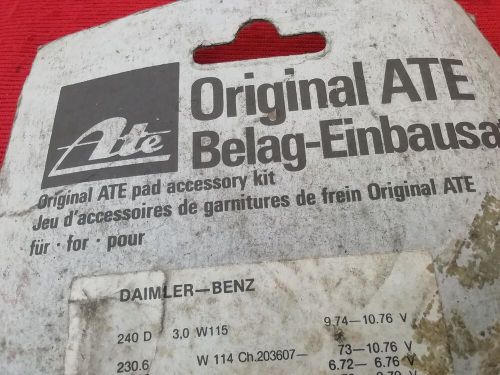 Ate
Original ATE
Belag-Einbausa
Original ATE pad accessory kit
Jeu d'accessoires de garnitures de frein Original ATE
für · for · pour
DAIMLER—BENZ
240 D 3,0 W115 9.74—10.76 V
230.6 W 114 Ch.203607— 73—10.76 V
6.72— 6.76 V